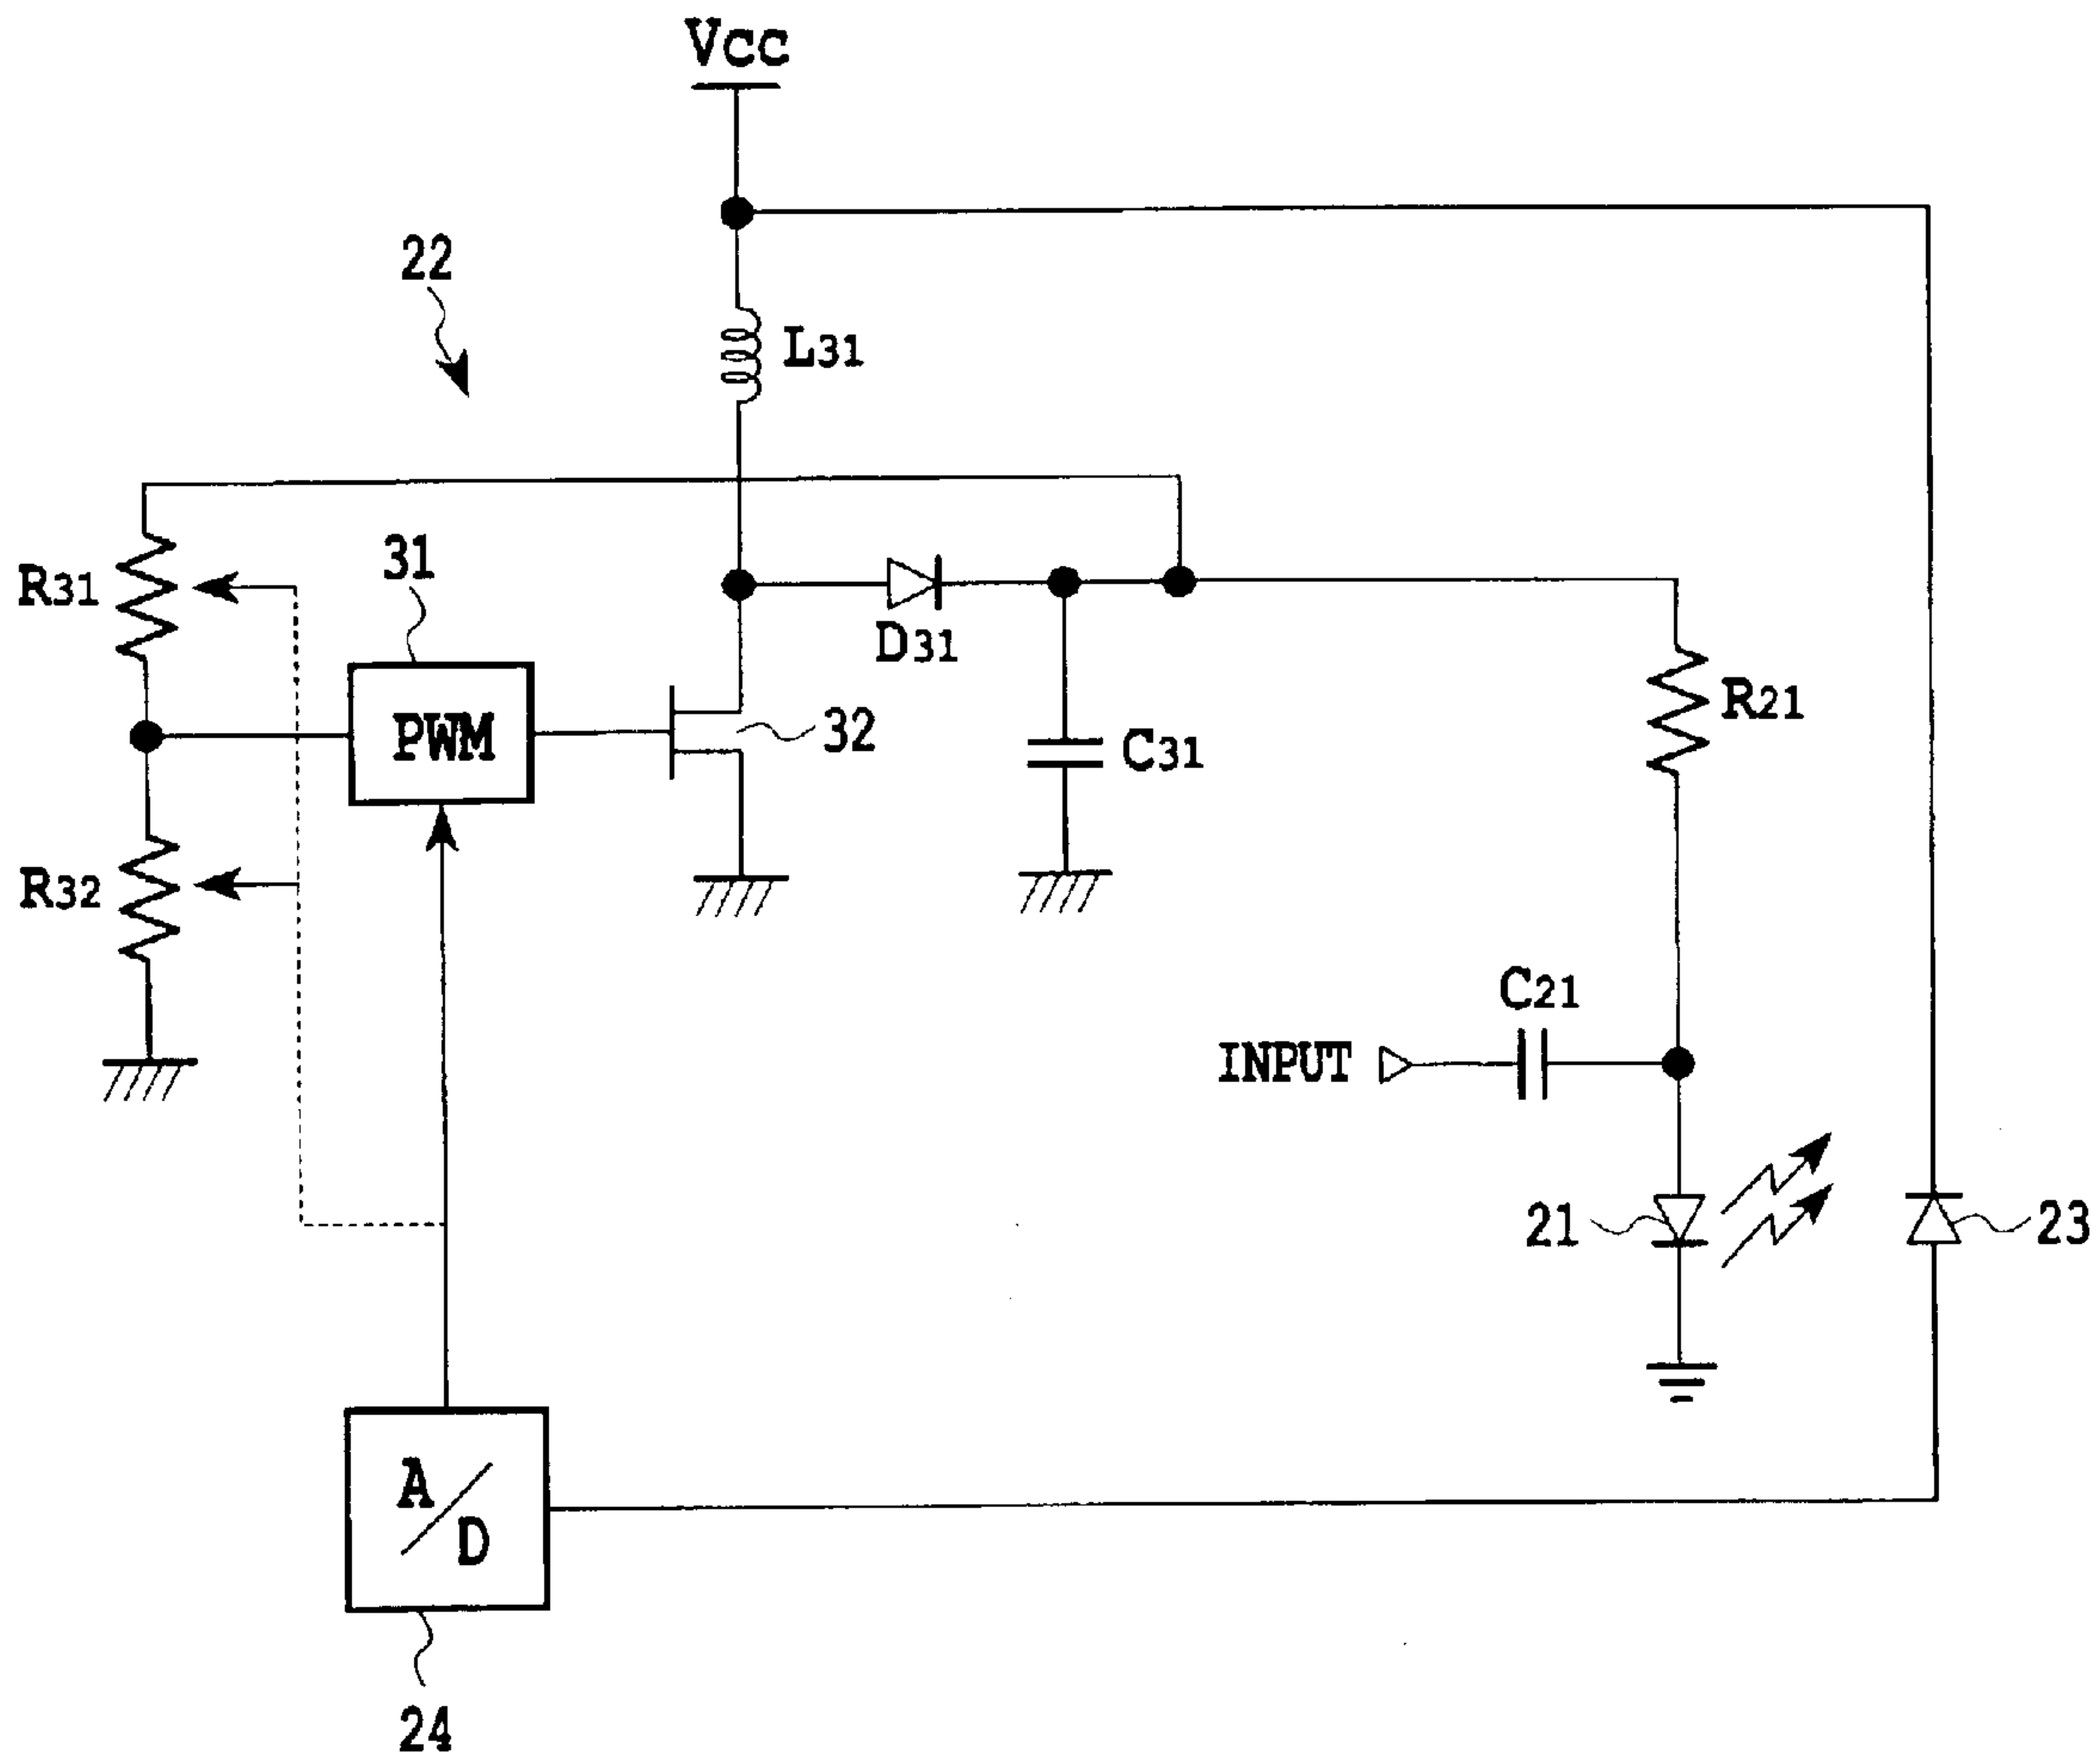 VCC
22
L31
31
R31
D31
R21
PWM
32
C31
R32
C21
INPUT
21
23
A/D
24